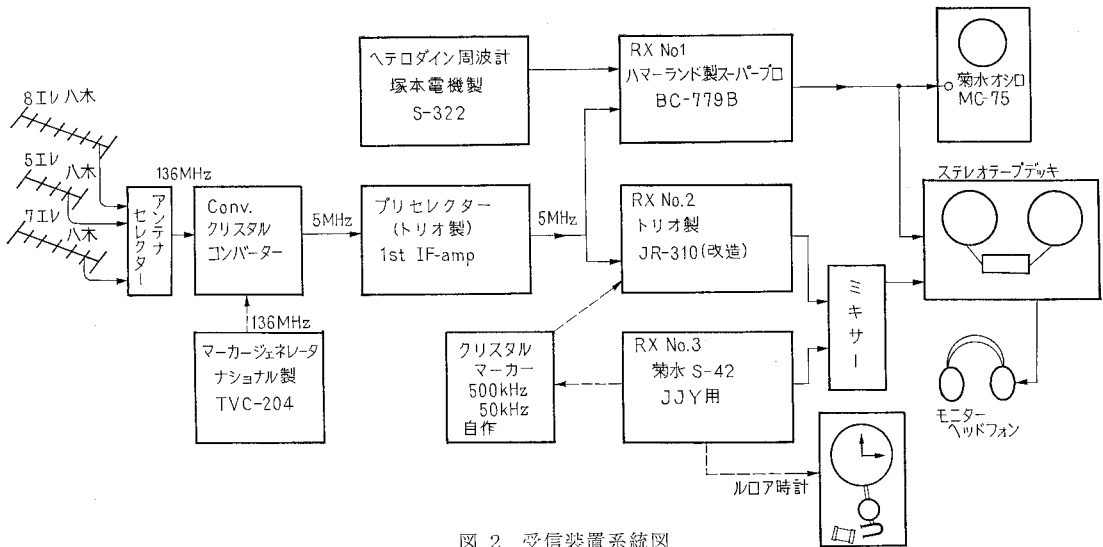 8エレ 八木
5エレ
八木
7エレ
八木
アンテナ
セレクター
136MHz
Conv.
クリスタル
コンバーター
5MHz
136MHz
マーカージェネレータ
ナショナル製
TVC-204
ヘテロダイン周波計
塚本電機製
S-322
プリセレクター
(トリオ製)
1st IF-amp
5MHz
クリスタル
マーカー
500kHz
50kHz
自作
RX No1
ハマーランド製スーパープロ
BC-779B
RX No.2
トリオ製
JR-310(改造)
RX No.3
菊水 S-42
JJY用
ミキサー
菊水オシロ
MC-75
ステレオテープデッキ
モニター
ヘッドフォン
ルロア時計
図 2 受信装置系統図